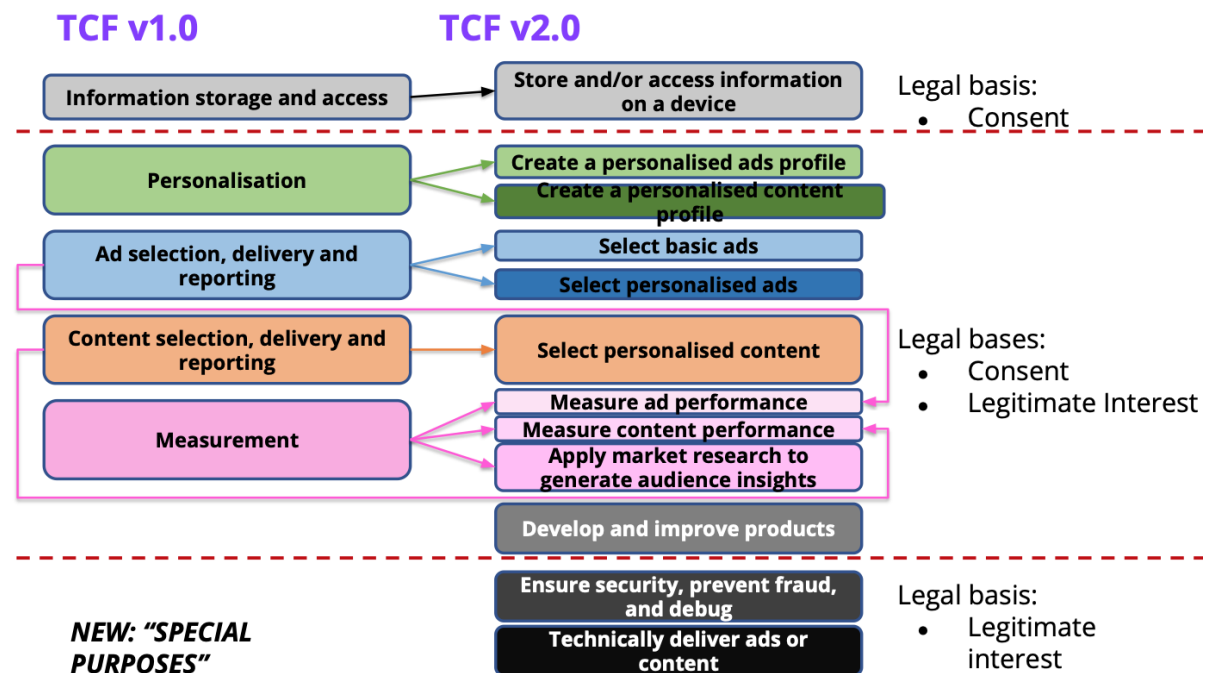 TCF v1.0
TCF v2.0
Information storage and access
Store and/or access information
on a device
Legal basis:
● Consent
Personalisation
Create a personalised ads profile
Create a personalised content
profile
Ad selection, delivery and
reporting
Select basic ads
Select personalised ads
Content selection, delivery and
reporting
Select personalised content
Legal bases:
● Consent
● Legitimate Interest
Measurement
Measure ad performance
Measure content performance
Apply market research to
generate audience insights
Develop and improve products
NEW: “SPECIAL
PURPOSES”
Ensure security, prevent fraud,
and debug
Technically deliver ads or
content
Legal basis:
● Legitimate
interest